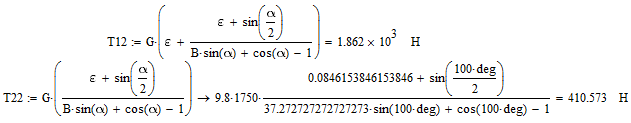 T12 := G·(ε + (ε + sin(α/2))/(B·sin(α) + cos(α) − 1)) = 1.862 × 10³ Н
T22 := G·((ε + sin(α/2))/(B·sin(α) + cos(α) − 1)) → 9.8·1750·(0.0846153846153846 + sin(100·deg/2))/(37.272727272727273·sin(100·deg) + cos(100·deg) − 1) = 410.573 Н